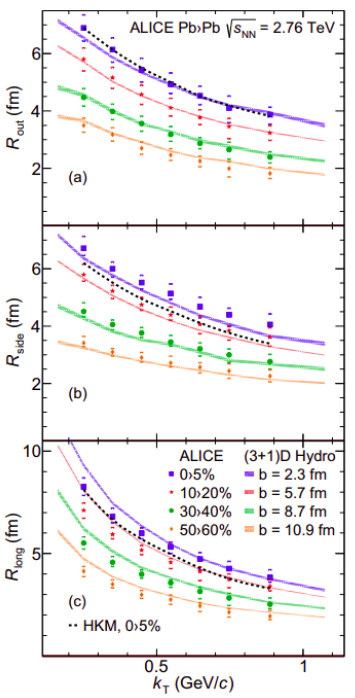 ALICE Pb›Pb √sNN = 2.76 TeV
Rout (fm)
6
4
2
(a)
Rside (fm)
6
4
2
(b)
Rlong (fm)
10
5
ALICE (3+1)D Hydro
0›5% b = 2.3 fm
10›20% b = 5.7 fm
30›40% b = 8.7 fm
50›60% b = 10.9 fm
(c)
HKM, 0›5%
0.5 1
kT (GeV/c)